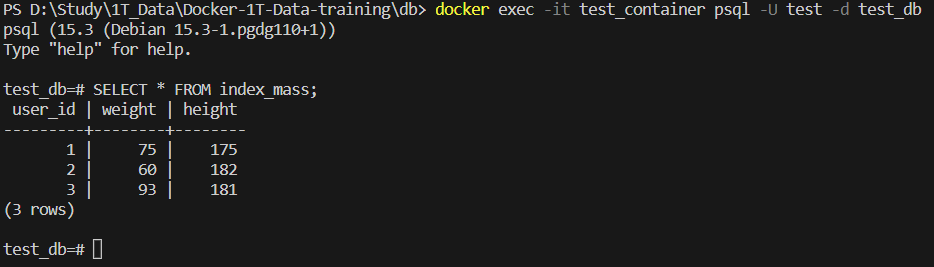 PS D:\Study\1T_Data\Docker-1T-Data-training\db> docker exec -it test_container psql -U test -d test_db
psql (15.3 (Debian 15.3-1.pgdg110+1))
Type "help" for help.

test_db=# SELECT * FROM index_mass;
 user_id | weight | height
---------+--------+--------
       1 |     75 |    175
       2 |     60 |    182
       3 |     93 |    181
(3 rows)

test_db=#